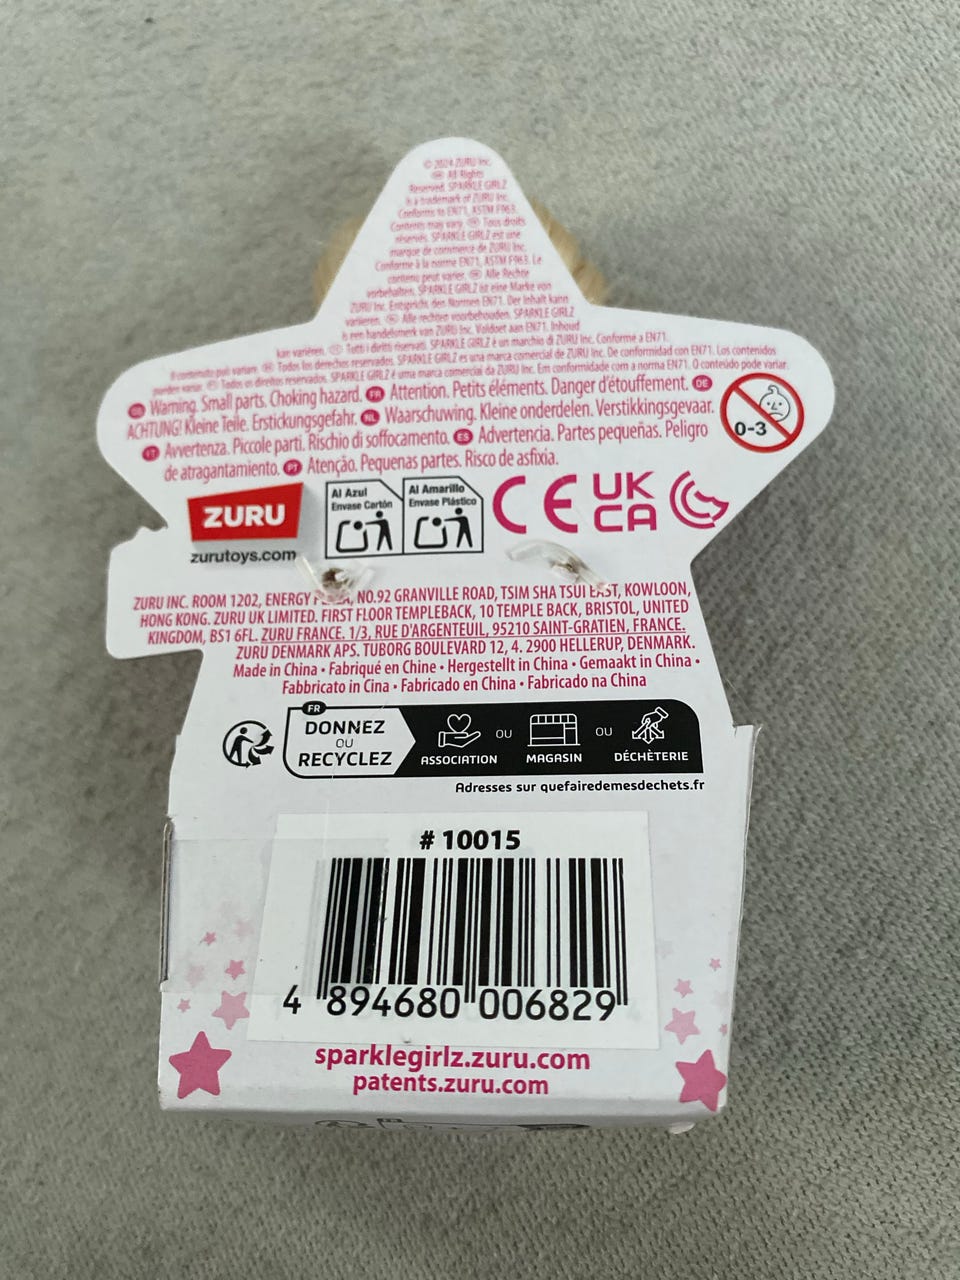 © 2024 ZURU Inc.
All Rights
Reserved. SPARKLE GIRLZ
is a trademark of ZURU Inc.
Conforms to EN71, ASTM F963.
Contents may vary. Tous droits
réservés. SPARKLE GIRLZ est une
marque de commerce de ZURU Inc.
Conforme à la norme EN71, ASTM F963. Le
contenu peut varier. Alle Rechte
vorbehalten. SPARKLE GIRLZ ist eine Marke von
ZURU Inc. Entspricht den Normen EN71. Der Inhalt kann
variieren. Alle rechten voorbehouden. SPARKLE GIRLZ
is een handelsmerk van ZURU Inc. Voldoet aan EN71. Inhoud
kan variëren. Tutti i diritti riservati. SPARKLE GIRLZ è un marchio di ZURU Inc. Conforme a EN71.
Il contenuto può variare. Todos los derechos reservados. SPARKLE GIRLZ es una marca comercial de ZURU Inc. De conformidad con EN71. Los contenidos
pueden variar. Todos os direitos reservados. SPARKLE GIRLZ é uma marca comercial da ZURU Inc. Em conformidade com a norma EN71. O conteúdo pode variar.
GB Warning. Small parts. Choking hazard. FR Attention. Petits éléments. Danger d'étouffement. DE
ACHTUNG! Kleine Teile. Erstickungsgefahr. NL Waarschuwing. Kleine onderdelen. Verstikkingsgevaar.
IT Avvertenza. Piccole parti. Rischio di soffocamento. ES Advertencia. Partes pequeñas. Peligro
de atragantamiento. PT Atenção. Pequenas partes. Risco de asfixia.
0-3
ZURU
zurutoys.com
Al Azul
Envase Cartón
Al Amarillo
Envase Plástico
CE
UK
CA
ZURU INC. ROOM 1202, ENERGY PLAZA, NO.92 GRANVILLE ROAD, TSIM SHA TSUI EAST, KOWLOON,
HONG KONG. ZURU UK LIMITED. FIRST FLOOR TEMPLEBACK, 10 TEMPLE BACK, BRISTOL, UNITED
KINGDOM, BS1 6FL. ZURU FRANCE. 1/3, RUE D'ARGENTEUIL, 95210 SAINT-GRATIEN, FRANCE.
ZURU DENMARK APS. TUBORG BOULEVARD 12, 4. 2900 HELLERUP, DENMARK.
Made in China • Fabriqué en Chine • Hergestellt in China • Gemaakt in China •
Fabbricato in Cina • Fabricado en China • Fabricado na China
FR
DONNEZ
OU
RECYCLEZ
ASSOCIATION
OU
MAGASIN
OU
DÉCHÈTERIE
Adresses sur quefairedemesdechets.fr
# 10015
4 894680 006829
sparklegirlz.zuru.com
patents.zuru.com